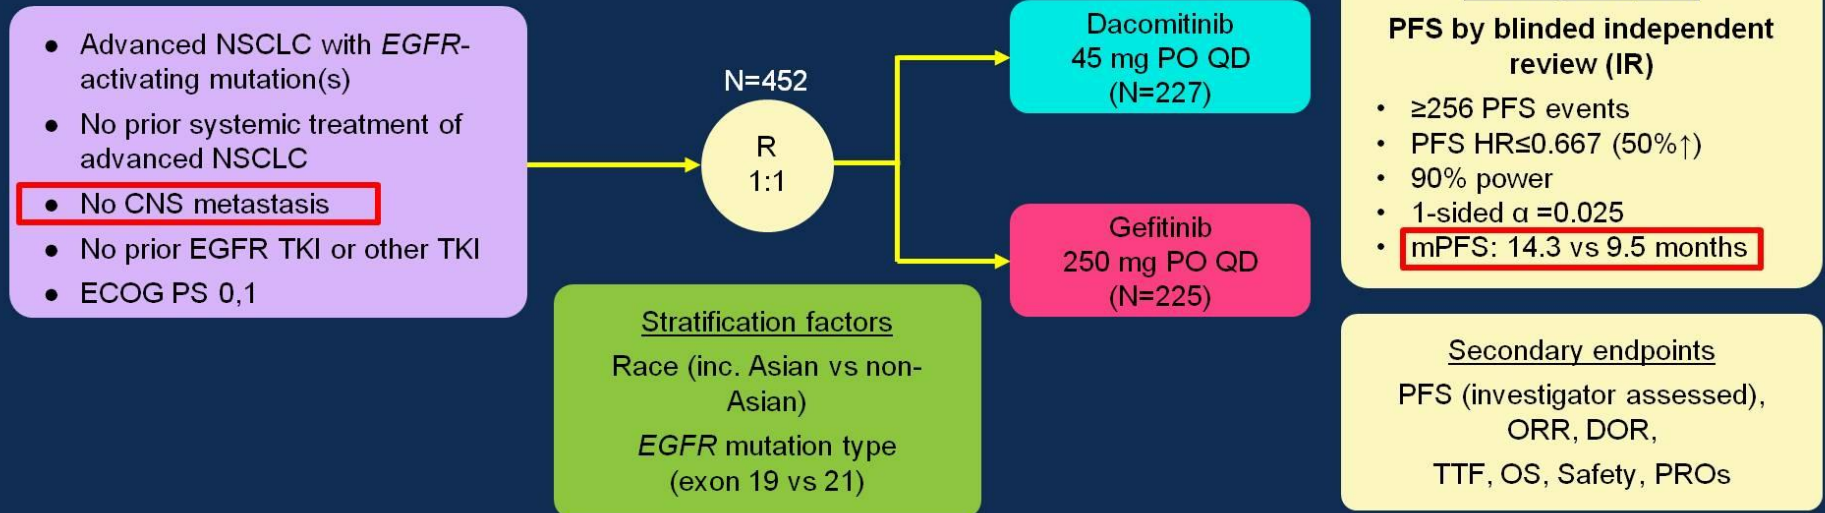 ● Advanced NSCLC with EGFR-
activating mutation(s)
● No prior systemic treatment of
advanced NSCLC
● No CNS metastasis
● No prior EGFR TKI or other TKI
● ECOG PS 0,1
N=452
R
1:1
Stratification factors
Race (inc. Asian vs non-
Asian)
EGFR mutation type
(exon 19 vs 21)
Dacomitinib
45 mg PO QD
(N=227)
Gefitinib
250 mg PO QD
(N=225)
PFS by blinded independent
review (IR)
• ≥256 PFS events
• PFS HR≤0.667 (50%↑)
• 90% power
• 1-sided α =0.025
• mPFS: 14.3 vs 9.5 months
Secondary endpoints
PFS (investigator assessed),
ORR, DOR,
TTF, OS, Safety, PROs